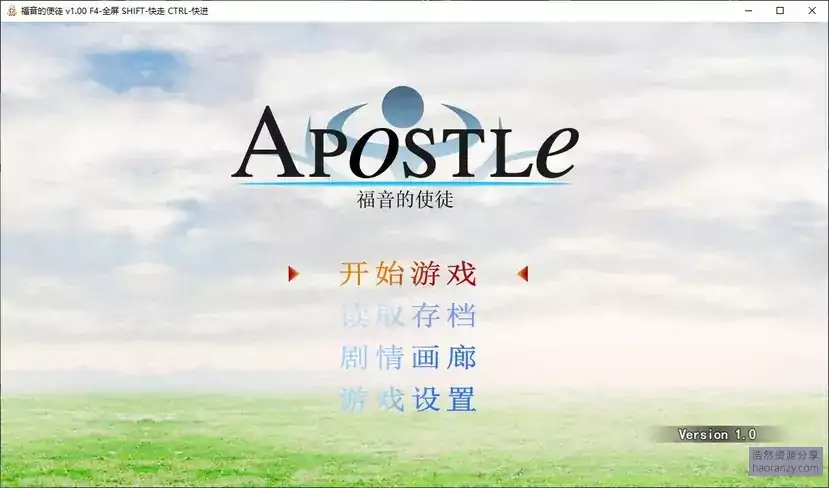 福音的使徒 v1.00 F4-全屏 SHIFT-快走 CTRL-快进
APOSTLe
福音的使徒
开始游戏
读取存档
剧情画廊
游戏设置
Version 1.0
浩然资源分享
haoranzy.com